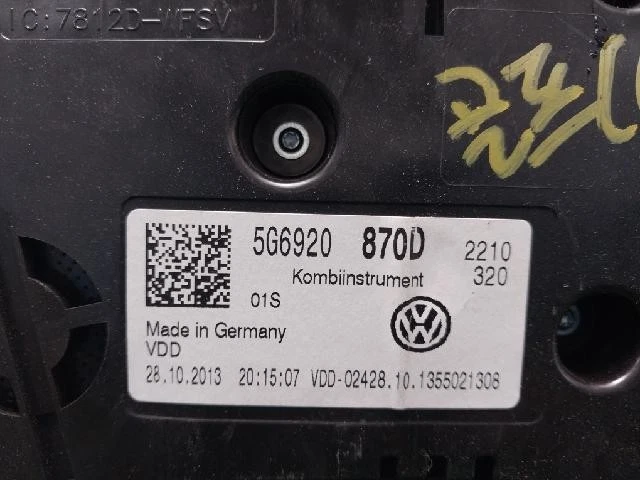 IC:7812D-WFSV
5G6920 870D 2210
Kombiinstrument 320
01S
Made in Germany
VDD
28.10.2013 20:15:07 VDD-02428.10.1355021306